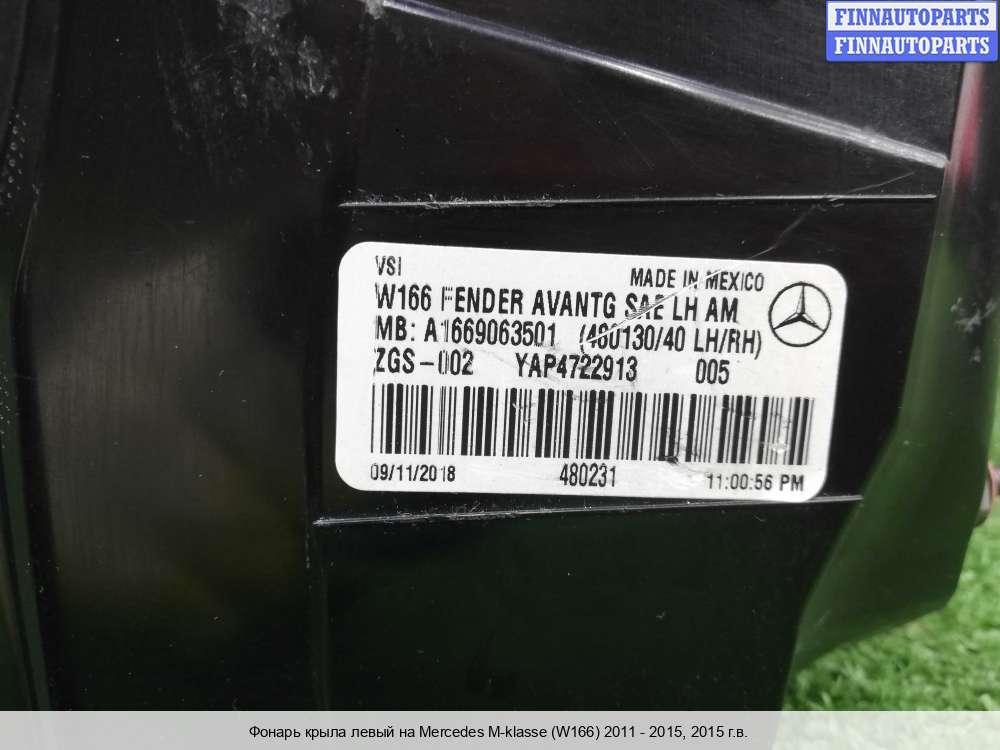 FINNAUTOPARTS
FINNAUTOPARTS
VSI
MADE IN MEXICO
W166 FENDER AVANTG SAE LH AM
MB: A1669063501 (480130/40 LH/RH)
ZGS-002 YAP4722913 005
09/11/2018 480231 11:00:56 PM
Фонарь крыла левый на Mercedes M-klasse (W166) 2011 - 2015, 2015 г.в.